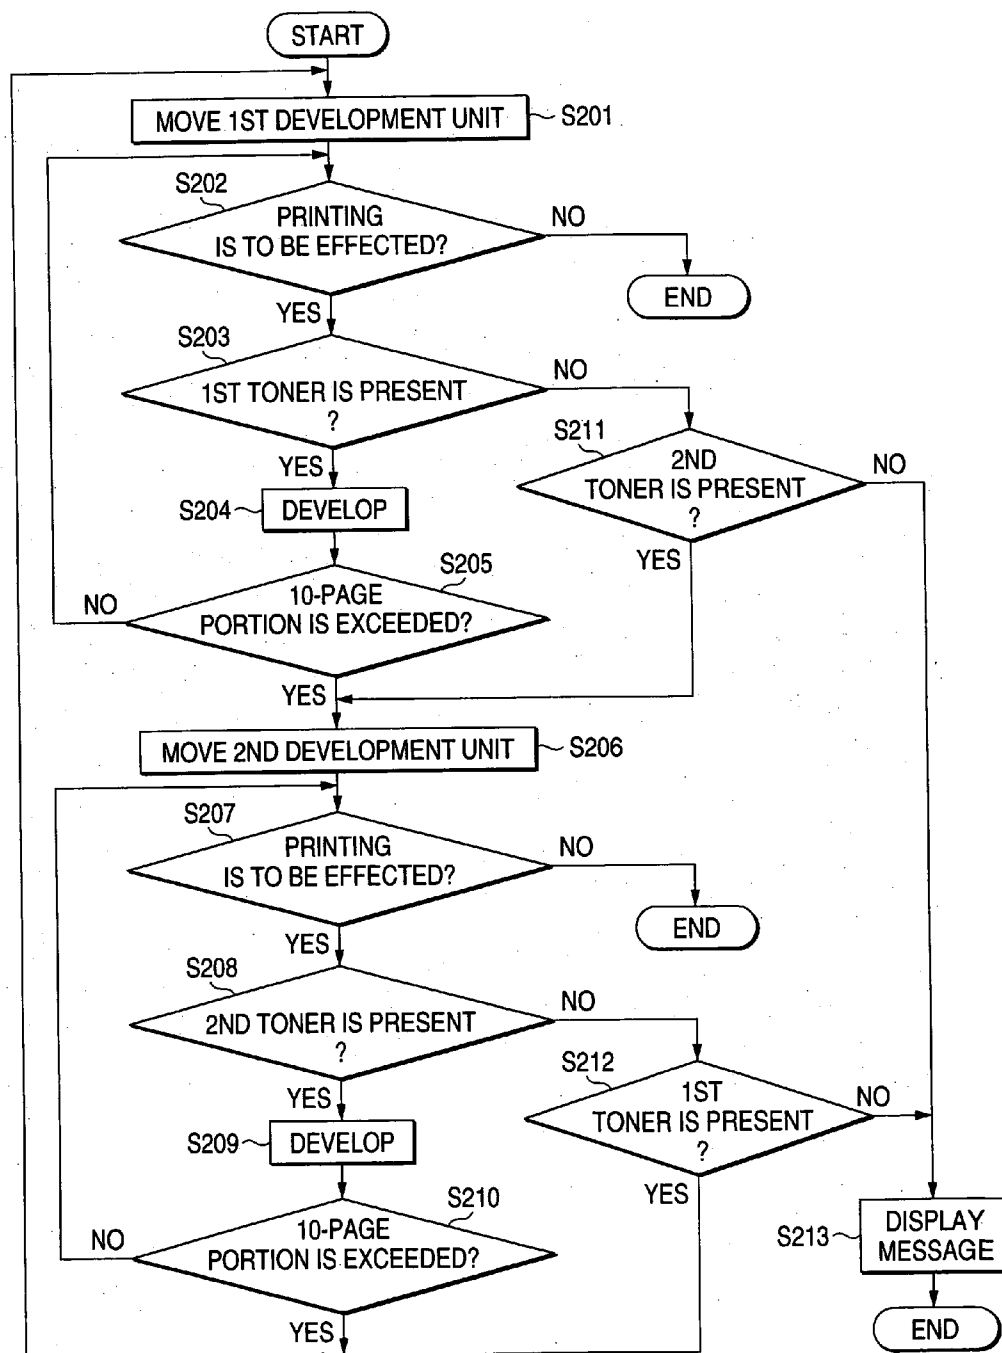 START
MOVE 1ST DEVELOPMENT UNIT
S201
S202
PRINTING
IS TO BE EFFECTED?
NO
END
YES
S203
1ST TONER IS PRESENT
?
NO
S211
2ND
TONER IS PRESENT
?
NO
YES
YES
S204
DEVELOP
S205
10-PAGE
PORTION IS EXCEEDED?
NO
YES
MOVE 2ND DEVELOPMENT UNIT
S206
S207
PRINTING
IS TO BE EFFECTED?
NO
END
YES
S208
2ND TONER IS PRESENT
?
NO
S212
1ST
TONER IS PRESENT
?
NO
YES
YES
S209
DEVELOP
S210
10-PAGE
PORTION IS EXCEEDED?
NO
YES
S213
DISPLAY
MESSAGE
END